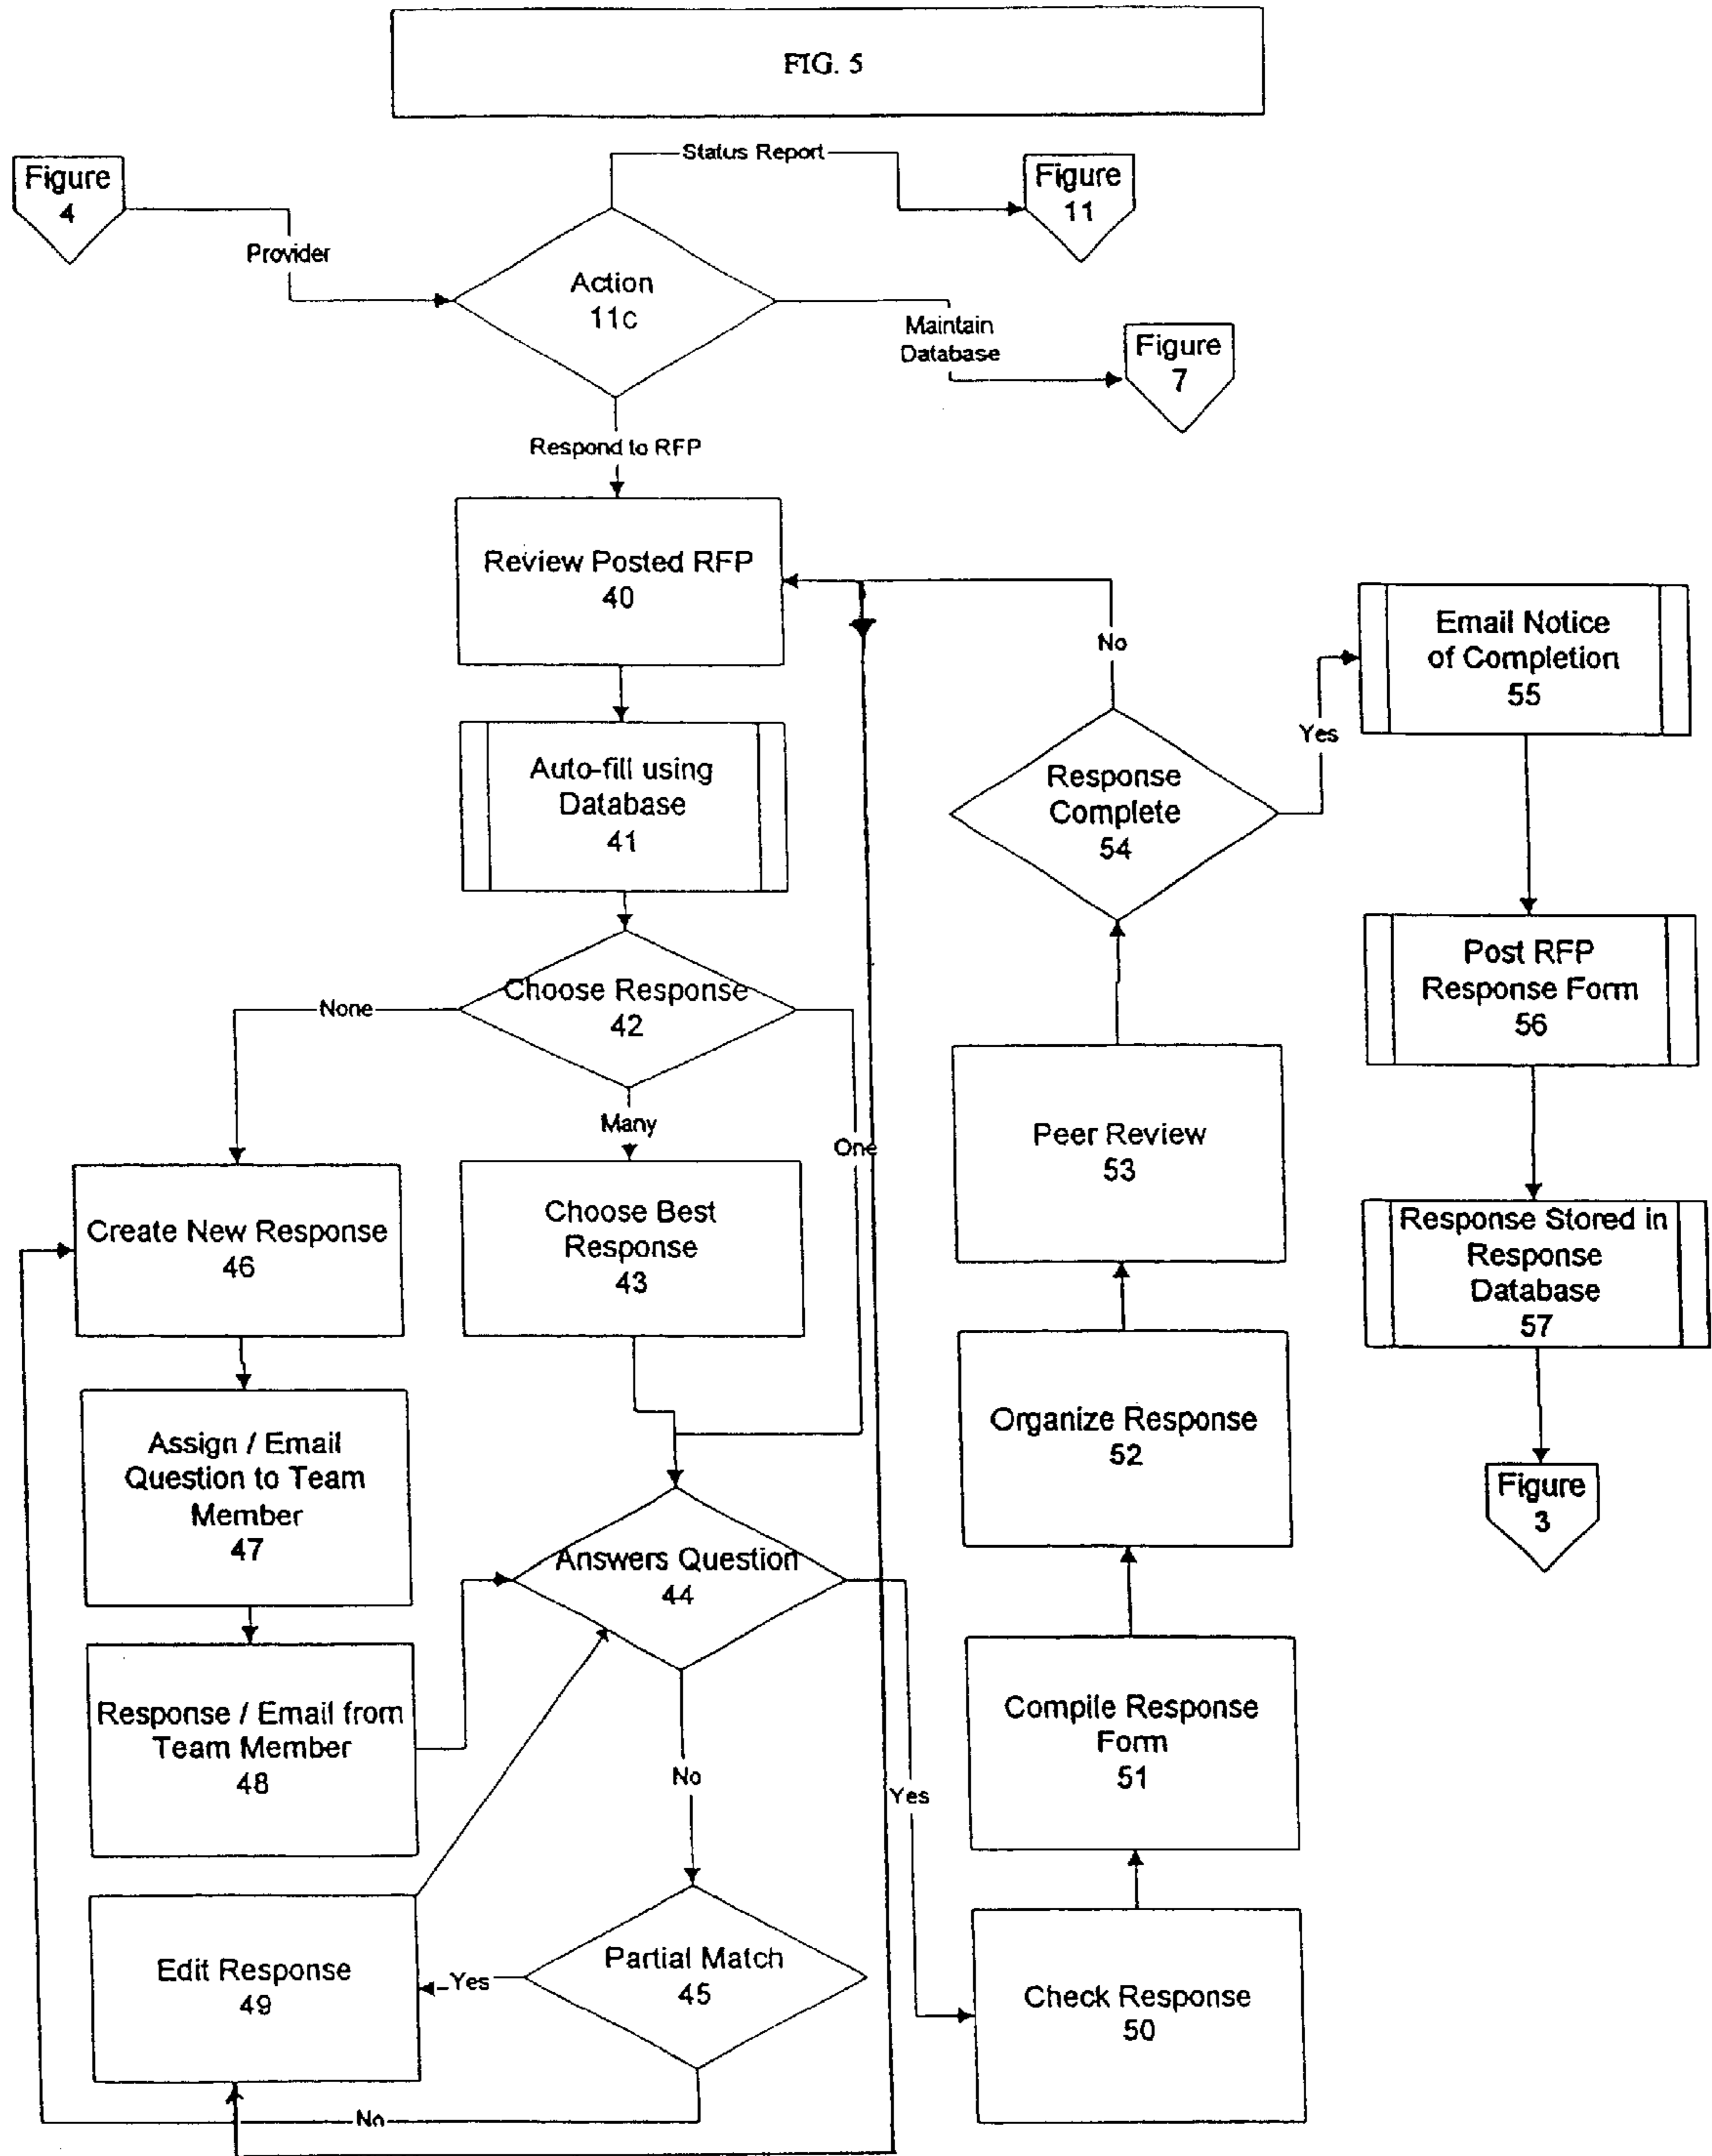 FIG. 5
Status Report
Figure
4
Figure
11
Provider
Action
11c
Maintain
Database
Figure
7
Respond to RFP
Review Posted RFP
40
No
Email Notice
of Completion
55
Yes
Auto-fill using
Database
41
Response
Complete
54
Post RFP
Response Form
56
Choose Response
42
None
Many
One
Peer Review
53
Create New Response
46
Choose Best
Response
43
Response Stored in
Response
Database
57
Organize Response
52
Assign / Email
Question to Team
Member
47
Figure
3
Answers Question
44
Response / Email from
Team Member
48
Compile Response
Form
51
No
Yes
Edit Response
49
Yes
Partial Match
45
Check Response
50
No